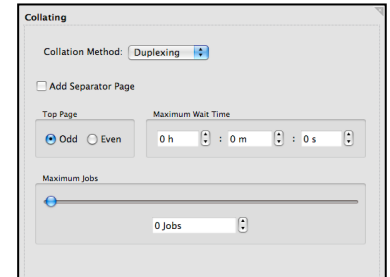 Collating
Collation Method: Duplexing
Add Separator Page
Top Page Maximum Wait Time
Odd Even 0 h : 0 m : 0 s
Maximum Jobs
0 Jobs